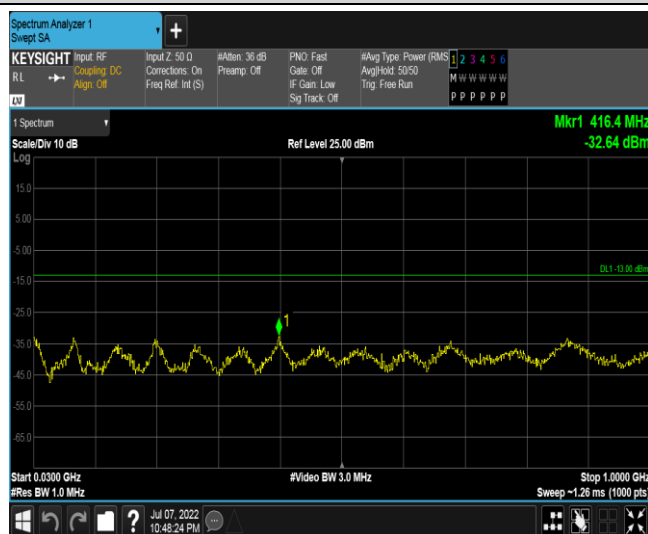 Spectrum Analyzer 1
Swept SA
+
KEYSIGHT
RL
LXI
Input: RF
Coupling: DC
Align: Off
Input Z: 50 Ω
Corrections: On
Freq Ref: Int (S)
#Atten: 36 dB
Preamp: Off
PNO: Fast
Gate: Off
IF Gain: Low
Sig Track: Off
#Avg Type: Power (RMS
Avg|Hold: 50/50
Trig: Free Run
1 2 3 4 5 6
M W W W W W
P P P P P P
1 Spectrum
Mkr1 416.4 MHz
Scale/Div 10 dB
Ref Level 25.00 dBm
-32.64 dBm
Log
15.0
5.00
-5.00
DL1 -13.00 dBm
-15.0
-25.0
1
-35.0
-45.0
-55.0
-65.0
Start 0.0300 GHz
#Video BW 3.0 MHz
Stop 1.0000 GHz
#Res BW 1.0 MHz
Sweep ~1.26 ms (1000 pts)
?
Jul 07, 2022
10:48:24 PM